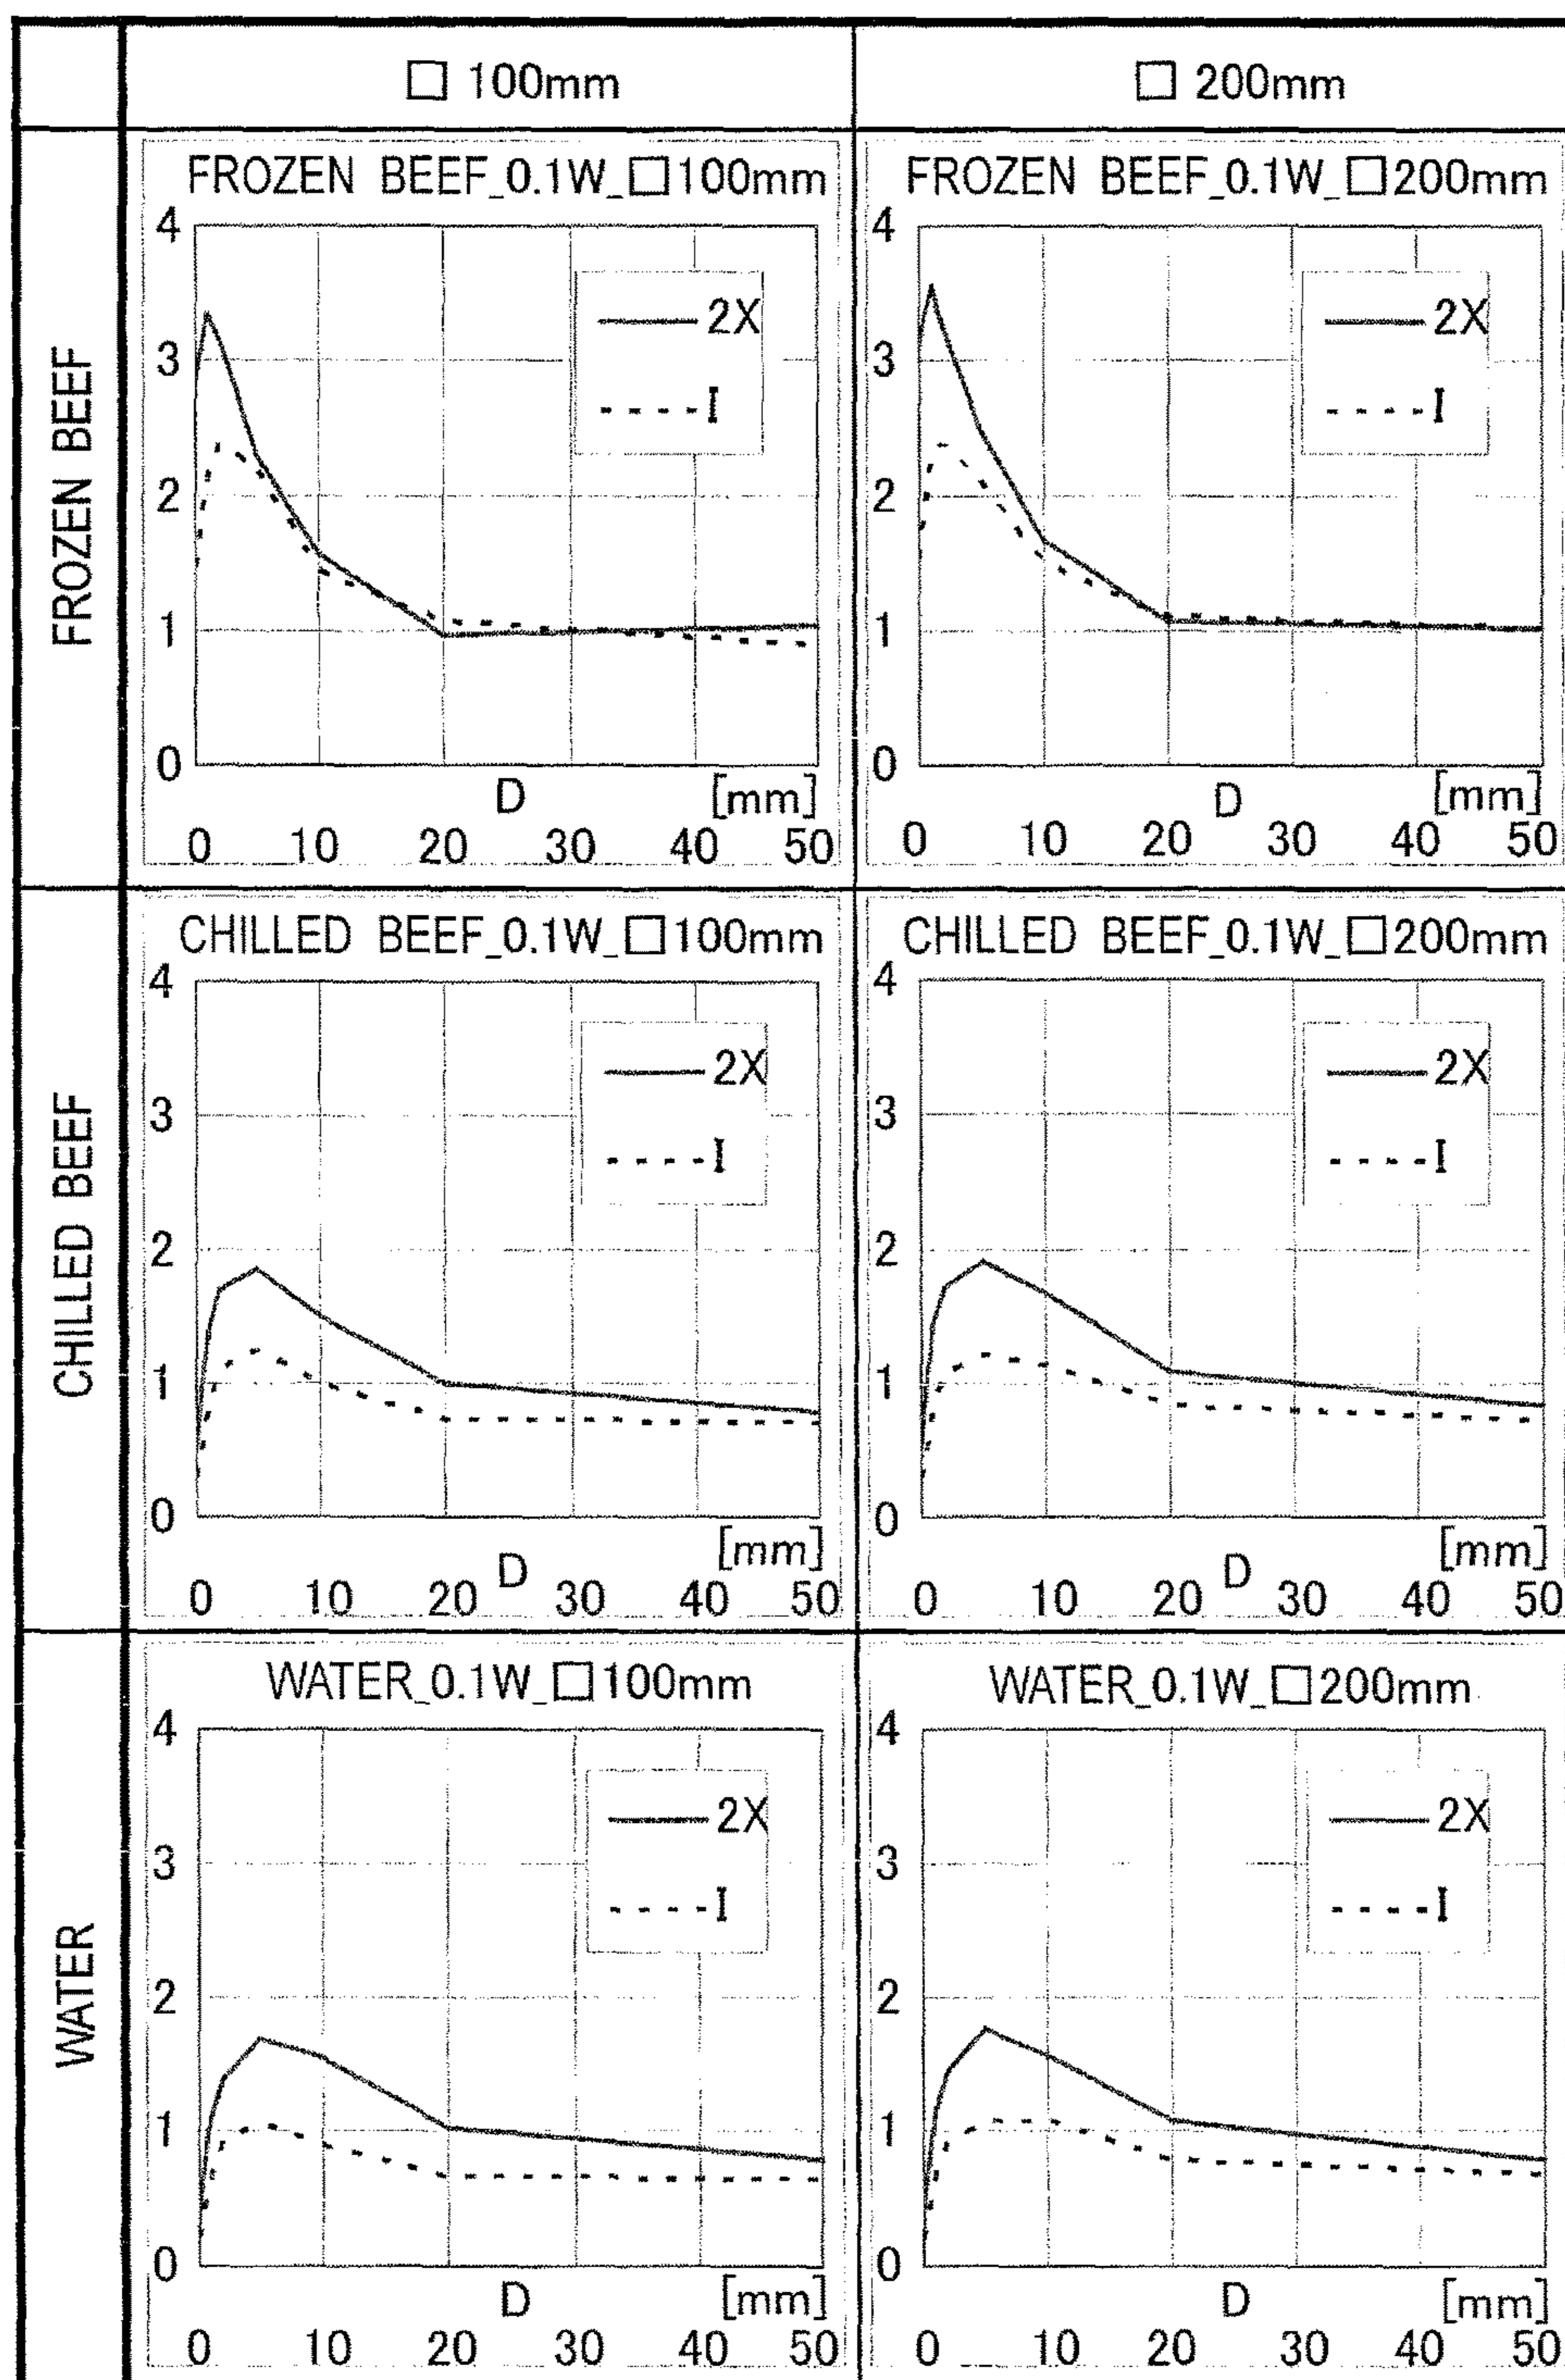 □ 100mm
□ 200mm
FROZEN BEEF
FROZEN BEEF_0.1W_□100mm
4
3
2
1
0
2X
I
D
[mm]
0 10 20 30 40 50
FROZEN BEEF_0.1W_□200mm
4
3
2
1
0
2X
I
D
[mm]
0 10 20 30 40 50
CHILLED BEEF
CHILLED BEEF_0.1W_□100mm
4
3
2
1
0
2X
I
D
[mm]
0 10 20 30 40 50
CHILLED BEEF_0.1W_□200mm
4
3
2
1
0
2X
I
D
[mm]
0 10 20 30 40 50
WATER
WATER_0.1W_□100mm
4
3
2
1
0
2X
I
D
[mm]
0 10 20 30 40 50
WATER_0.1W_□200mm
4
3
2
1
0
2X
I
D
[mm]
0 10 20 30 40 50